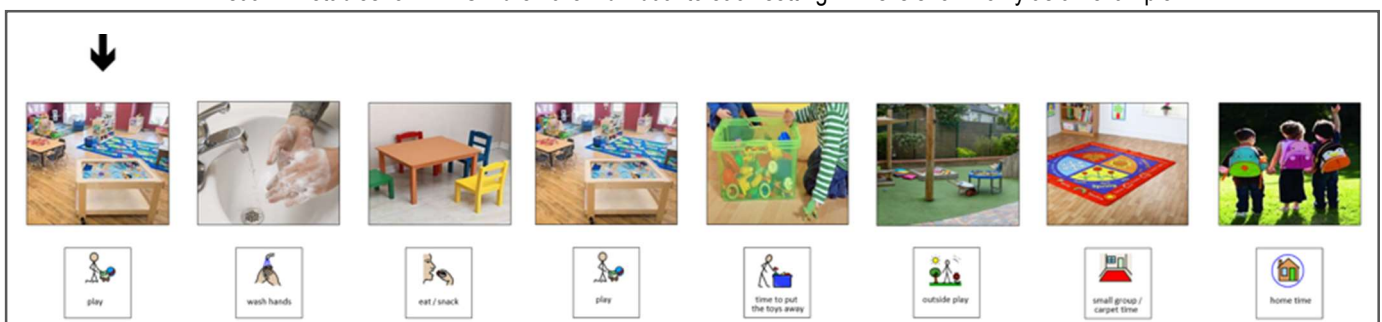 play
wash hands
eat / snack
play
time to put
the toys away
outside play
small group /
carpet time
home time